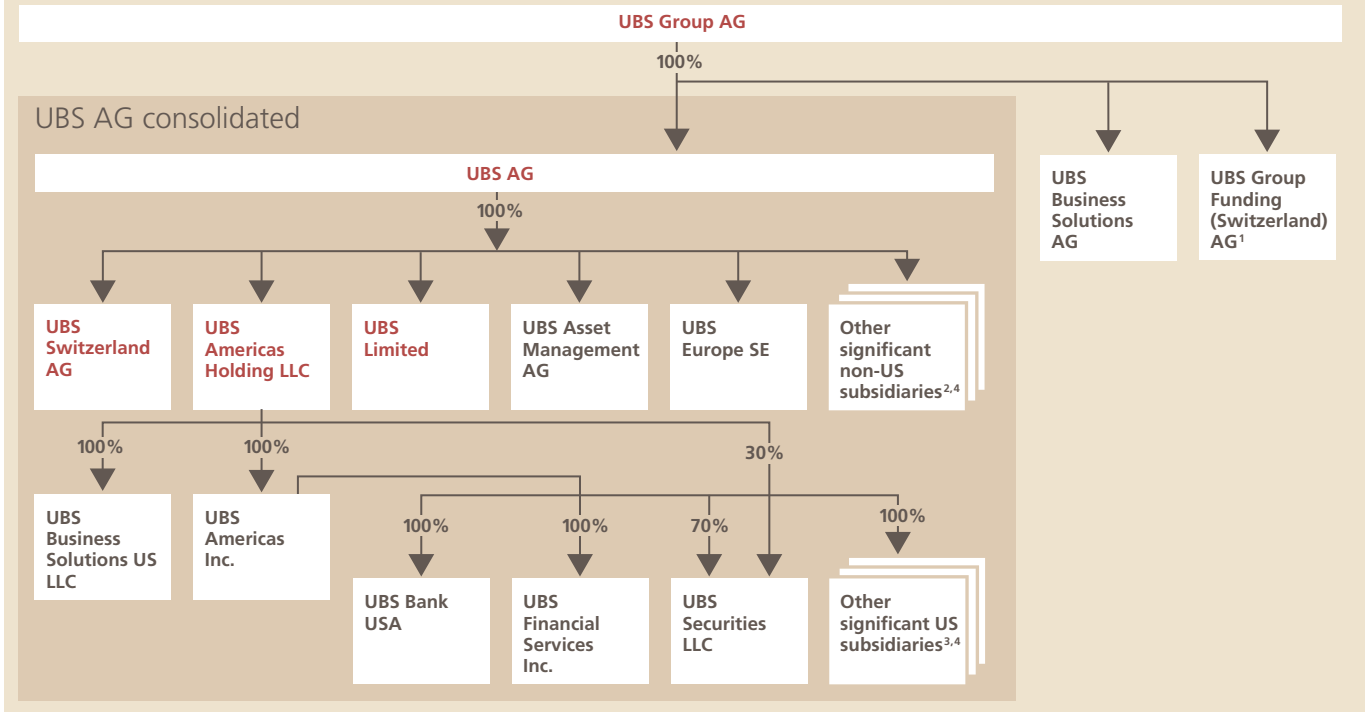 UBS Group AG
100%
UBS AG consolidated
UBS AG
100%
UBS
Business
Solutions
AG
UBS Group
Funding
(Switzerland)
AG¹
UBS
Switzerland
AG
UBS
Americas
Holding LLC
UBS
Limited
UBS Asset
Management
AG
UBS
Europe SE
Other
significant
non-US
subsidiaries²,⁴
100%
100%
30%
UBS
Business
Solutions US
LLC
UBS
Americas
Inc.
100%
100%
70%
100%
UBS Bank
USA
UBS
Financial
Services
Inc.
UBS
Securities
LLC
Other
significant US
subsidiaries³,⁴